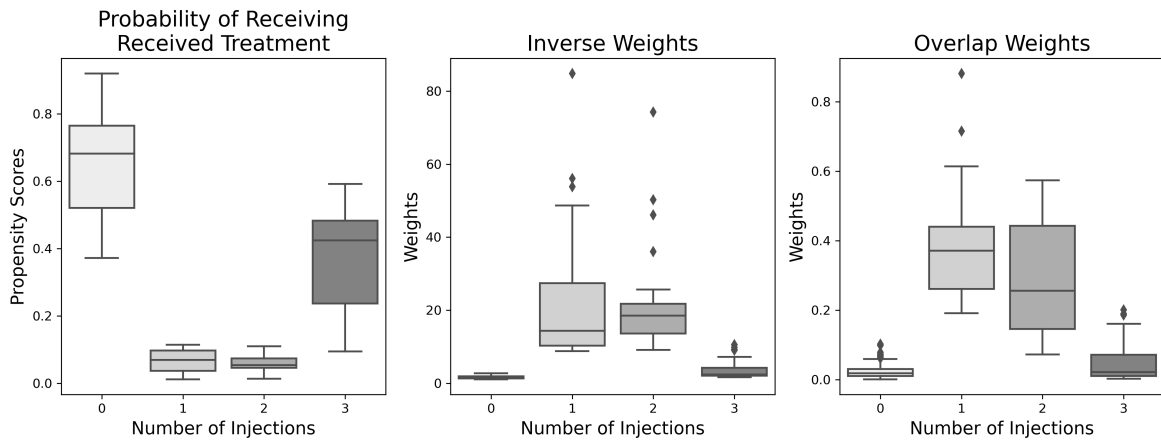 Probability of Receiving
Received Treatment
Propensity Scores
0.8
0.6
0.4
0.2
0.0
0 1 2 3
Number of Injections
Inverse Weights
Weights
80
60
40
20
0
0 1 2 3
Number of Injections
Overlap Weights
Weights
0.8
0.6
0.4
0.2
0.0
0 1 2 3
Number of Injections